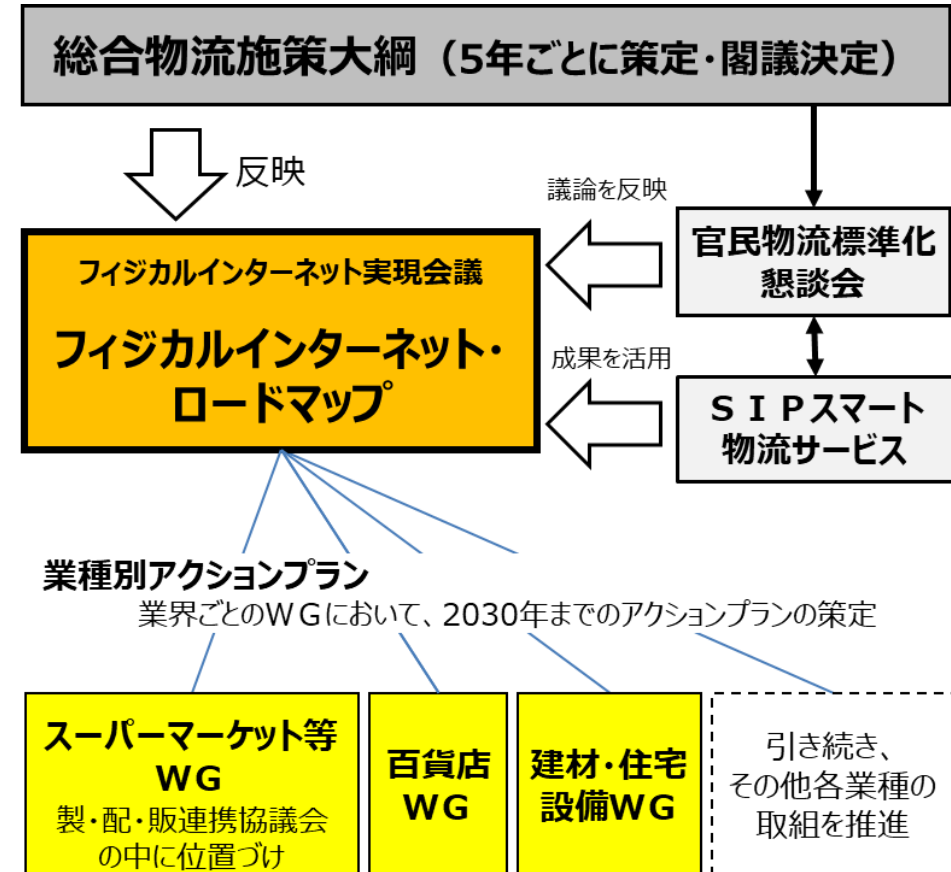 総合物流施策大綱（5年ごとに策定・閣議決定）
反映
議論を反映
官民物流標準化
懇談会
フィジカルインターネット実現会議
フィジカルインターネット・
ロードマップ
成果を活用
ＳＩＰスマート
物流サービス
業種別アクションプラン
業界ごとのＷＧにおいて、2030年までのアクションプランの策定
スーパーマーケット等
WG
製・配・販連携協議会
の中に位置づけ
百貨店
WG
建材・住宅
設備WG
引き続き、
その他各業種の
取組を推進